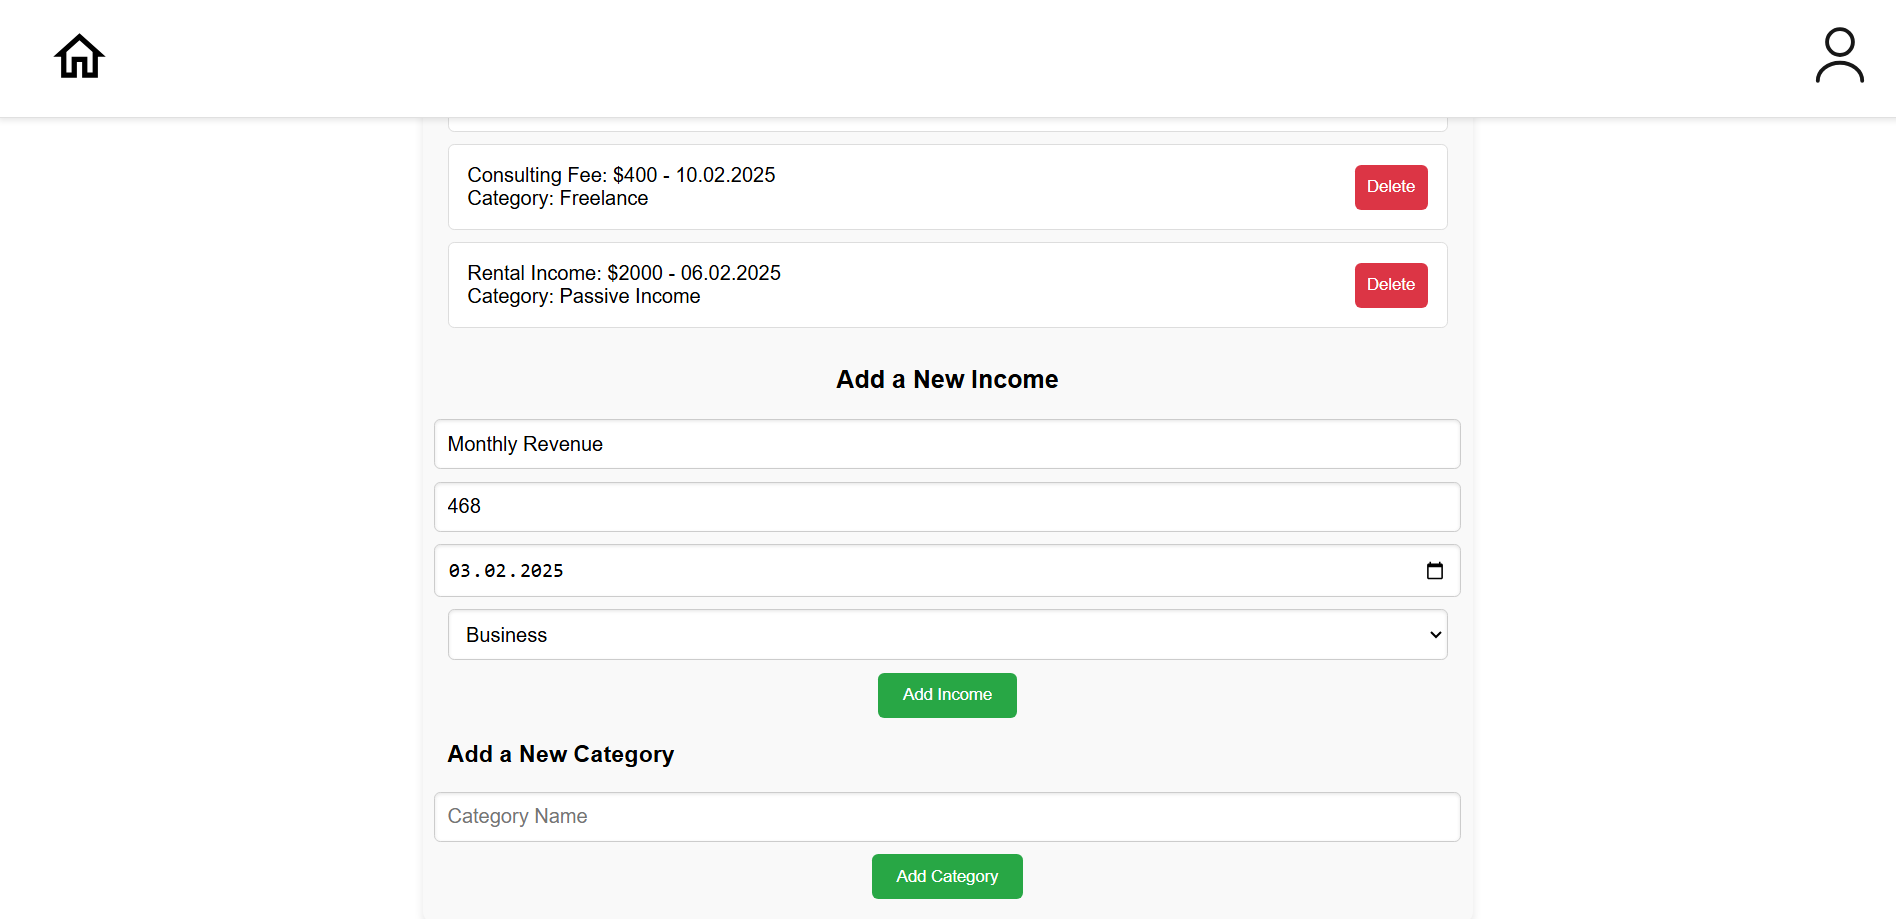 Consulting Fee: $400 - 10.02.2025
Category: Freelance
Delete
Rental Income: $2000 - 06.02.2025
Category: Passive Income
Delete
Add a New Income
Monthly Revenue
468
03.02.2025
Business
Add Income
Add a New Category
Category Name
Add Category